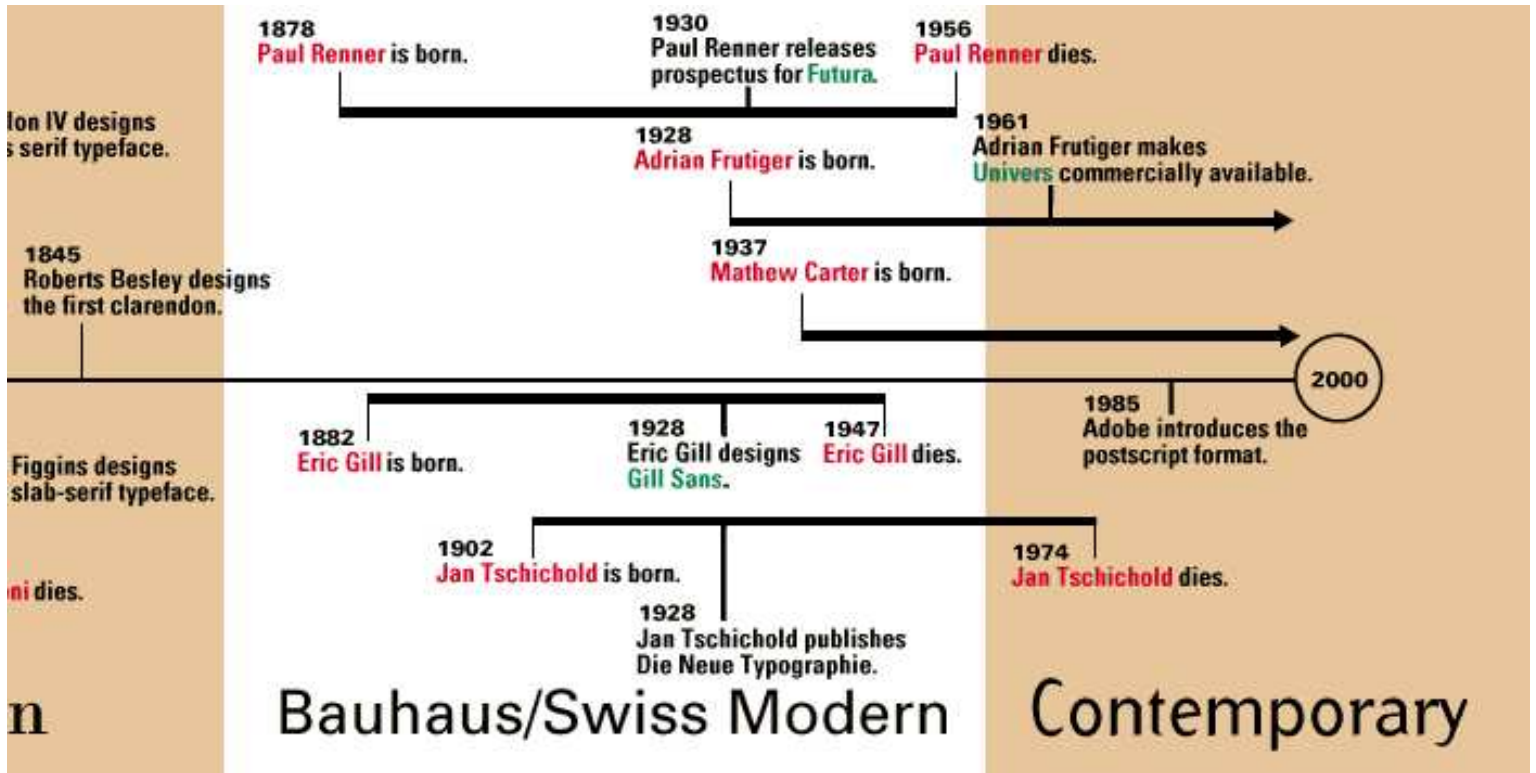 1878
Paul Renner is born.
1930
Paul Renner releases
prospectus for Futura.
1956
Paul Renner dies.
lon IV designs
s serif typeface.
1928
Adrian Frutiger is born.
1961
Adrian Frutiger makes
Univers commercially available.
1845
Roberts Besley designs
the first clarendon.
1937
Mathew Carter is born.
2000
1882
Eric Gill is born.
1928
Eric Gill designs
Gill Sans.
1947
Eric Gill dies.
1985
Adobe introduces the
postscript format.
Figgins designs
slab-serif typeface.
1902
Jan Tschichold is born.
1974
Jan Tschichold dies.
ni dies.
1928
Jan Tschichold publishes
Die Neue Typographie.
n
Bauhaus/Swiss Modern
Contemporary